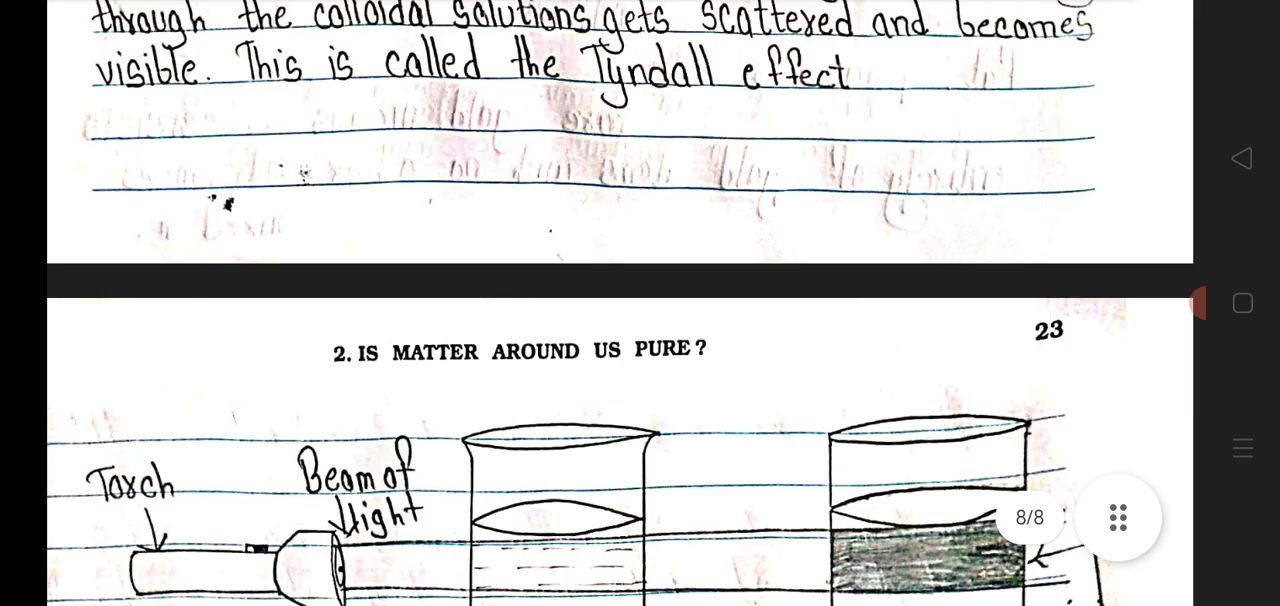 through the colloidal solutions gets scattered and becomes
visible. This is called the Tyndall effect
23
2. IS MATTER AROUND US PURE?
Torch
Beam of
light
8/8